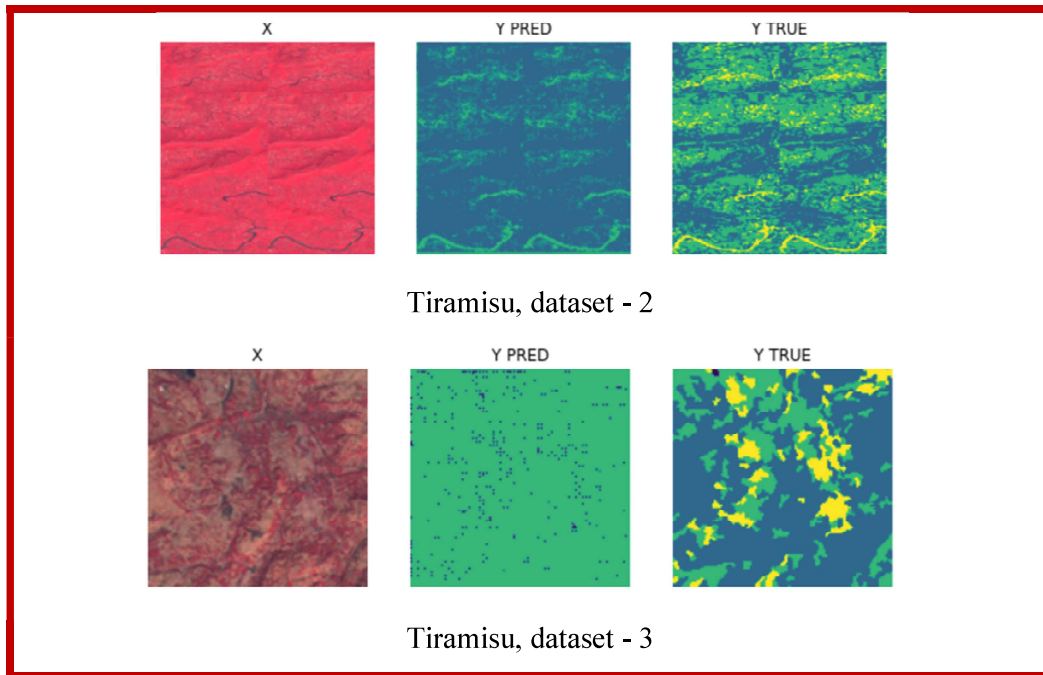 X Y PRED Y TRUE
Tiramisu, dataset - 2
X Y PRED Y TRUE
Tiramisu, dataset - 3